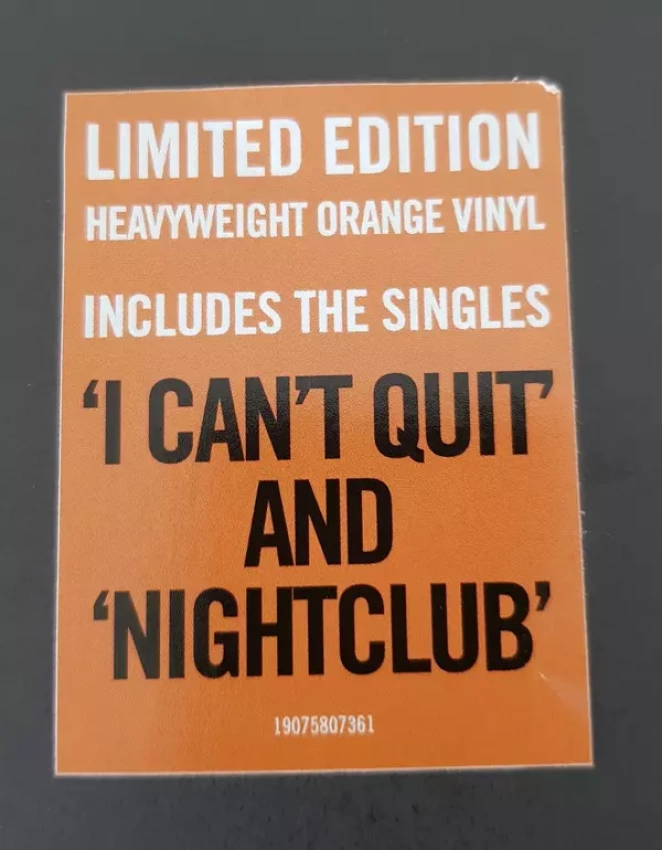 LIMITED EDITION
HEAVYWEIGHT ORANGE VINYL
INCLUDES THE SINGLES
‘I CAN’T QUIT’
AND
‘NIGHTCLUB’
19075807361